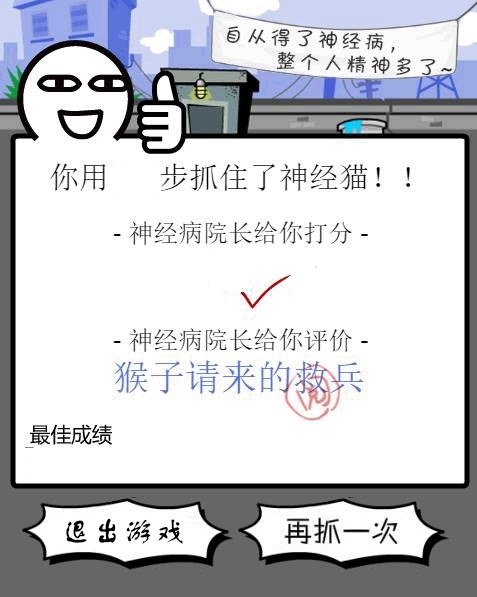 自从得了神经病，
整个人精神多了~
你用　　步抓住了神经猫！！
- 神经病院长给你打分 -
- 神经病院长给你评价 -
猴子请来的救兵
阅
_最佳成绩
退出游戏
再抓一次